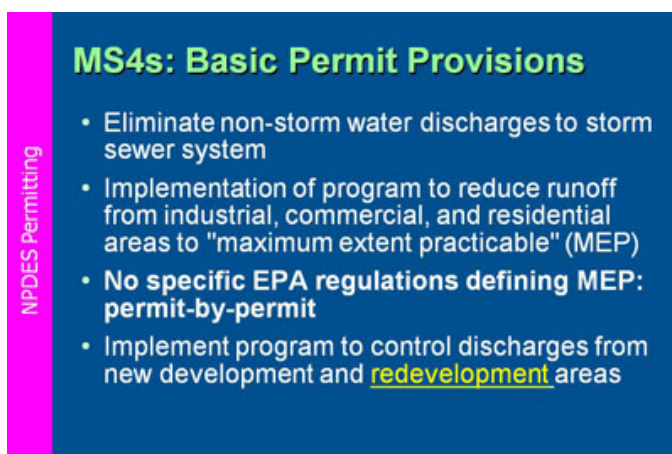 NPDES Permitting
MS4s: Basic Permit Provisions
• Eliminate non-storm water discharges to storm
sewer system
• Implementation of program to reduce runoff
from industrial, commercial, and residential
areas to "maximum extent practicable" (MEP)
• No specific EPA regulations defining MEP:
permit-by-permit
• Implement program to control discharges from
new development and redevelopment areas